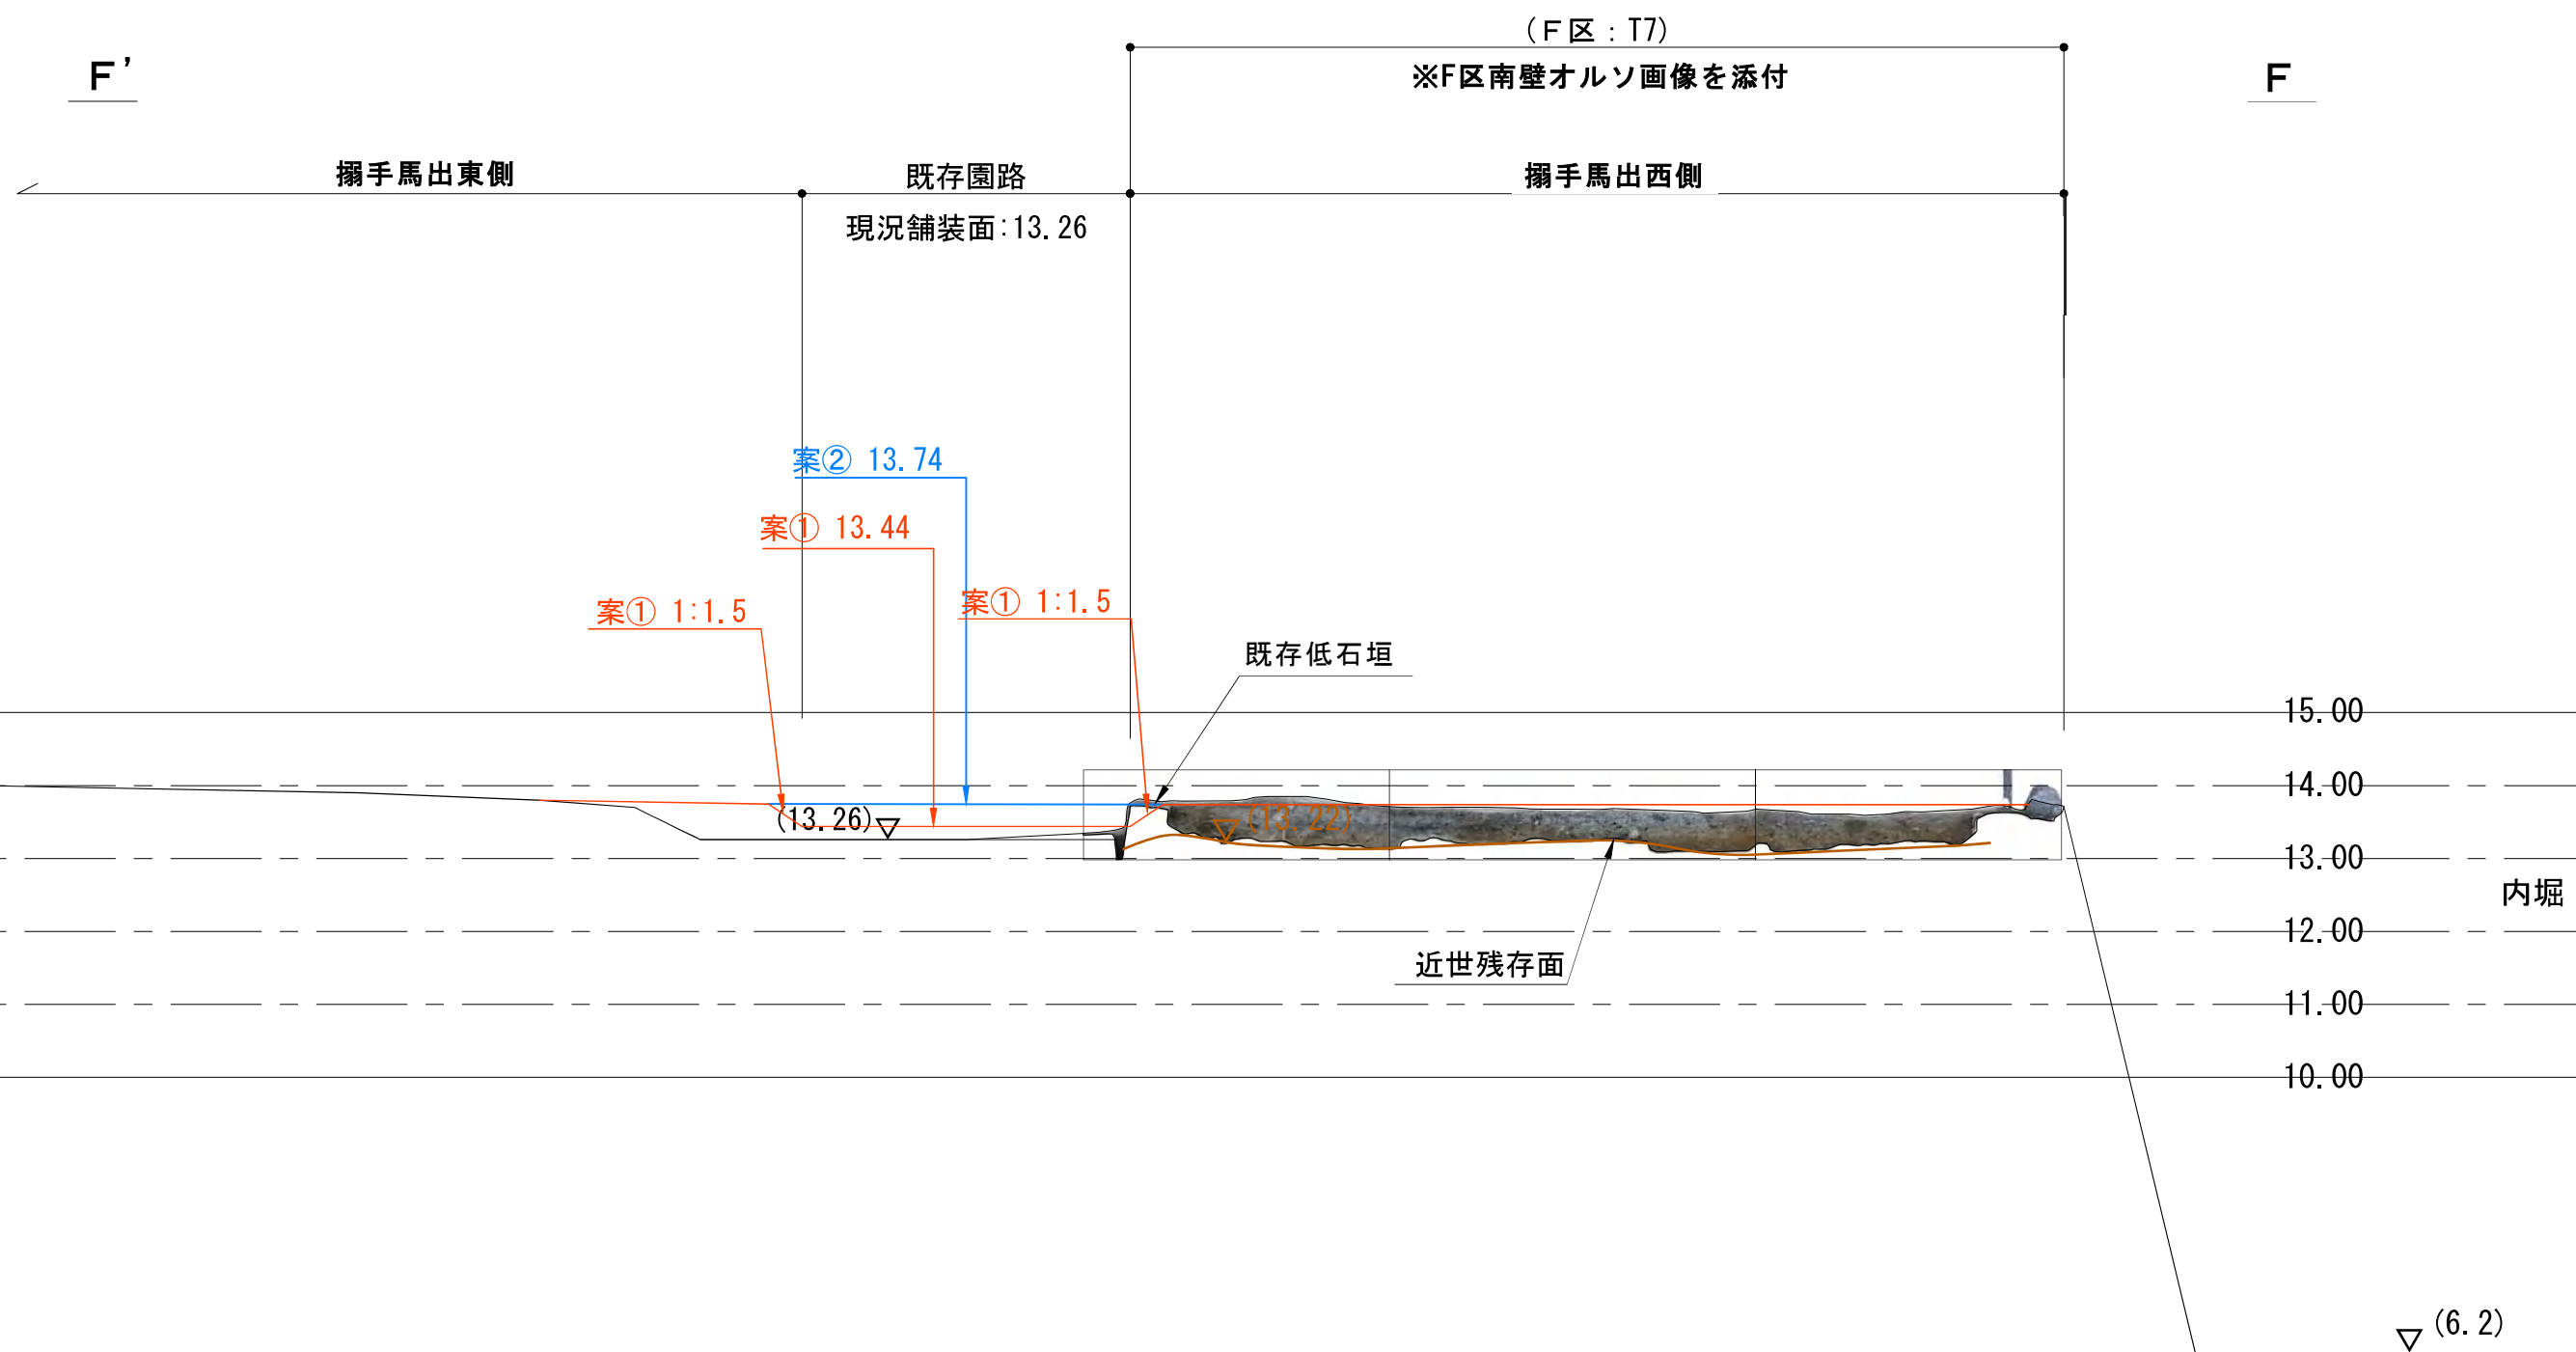 (F区:T7)
F'
※F区南壁オルソ画像を添付
F
搦手馬出東側
既存園路
搦手馬出西側
現況舗装面:13.26
案② 13.74
案① 13.44
案① 1:1.5
案① 1:1.5
既存低石垣
15.00
14.00
(13.26)
(13.22)
13.00
内堀
12.00
近世残存面
11.00
10.00
(6.2)